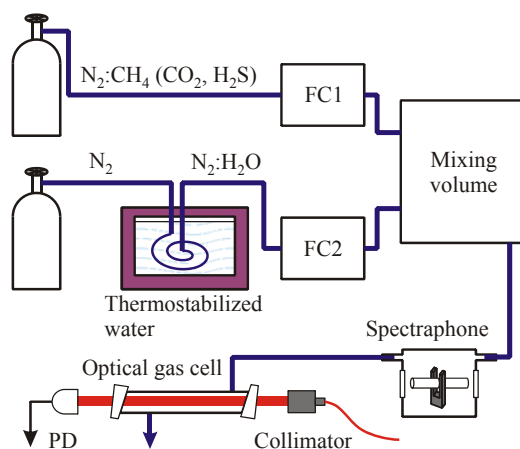 N₂:CH₄ (CO₂, H₂S)
FC1
Mixing
volume
N₂
N₂:H₂O
FC2
Thermostabilized
water
Spectraphone
Optical gas cell
PD
Collimator